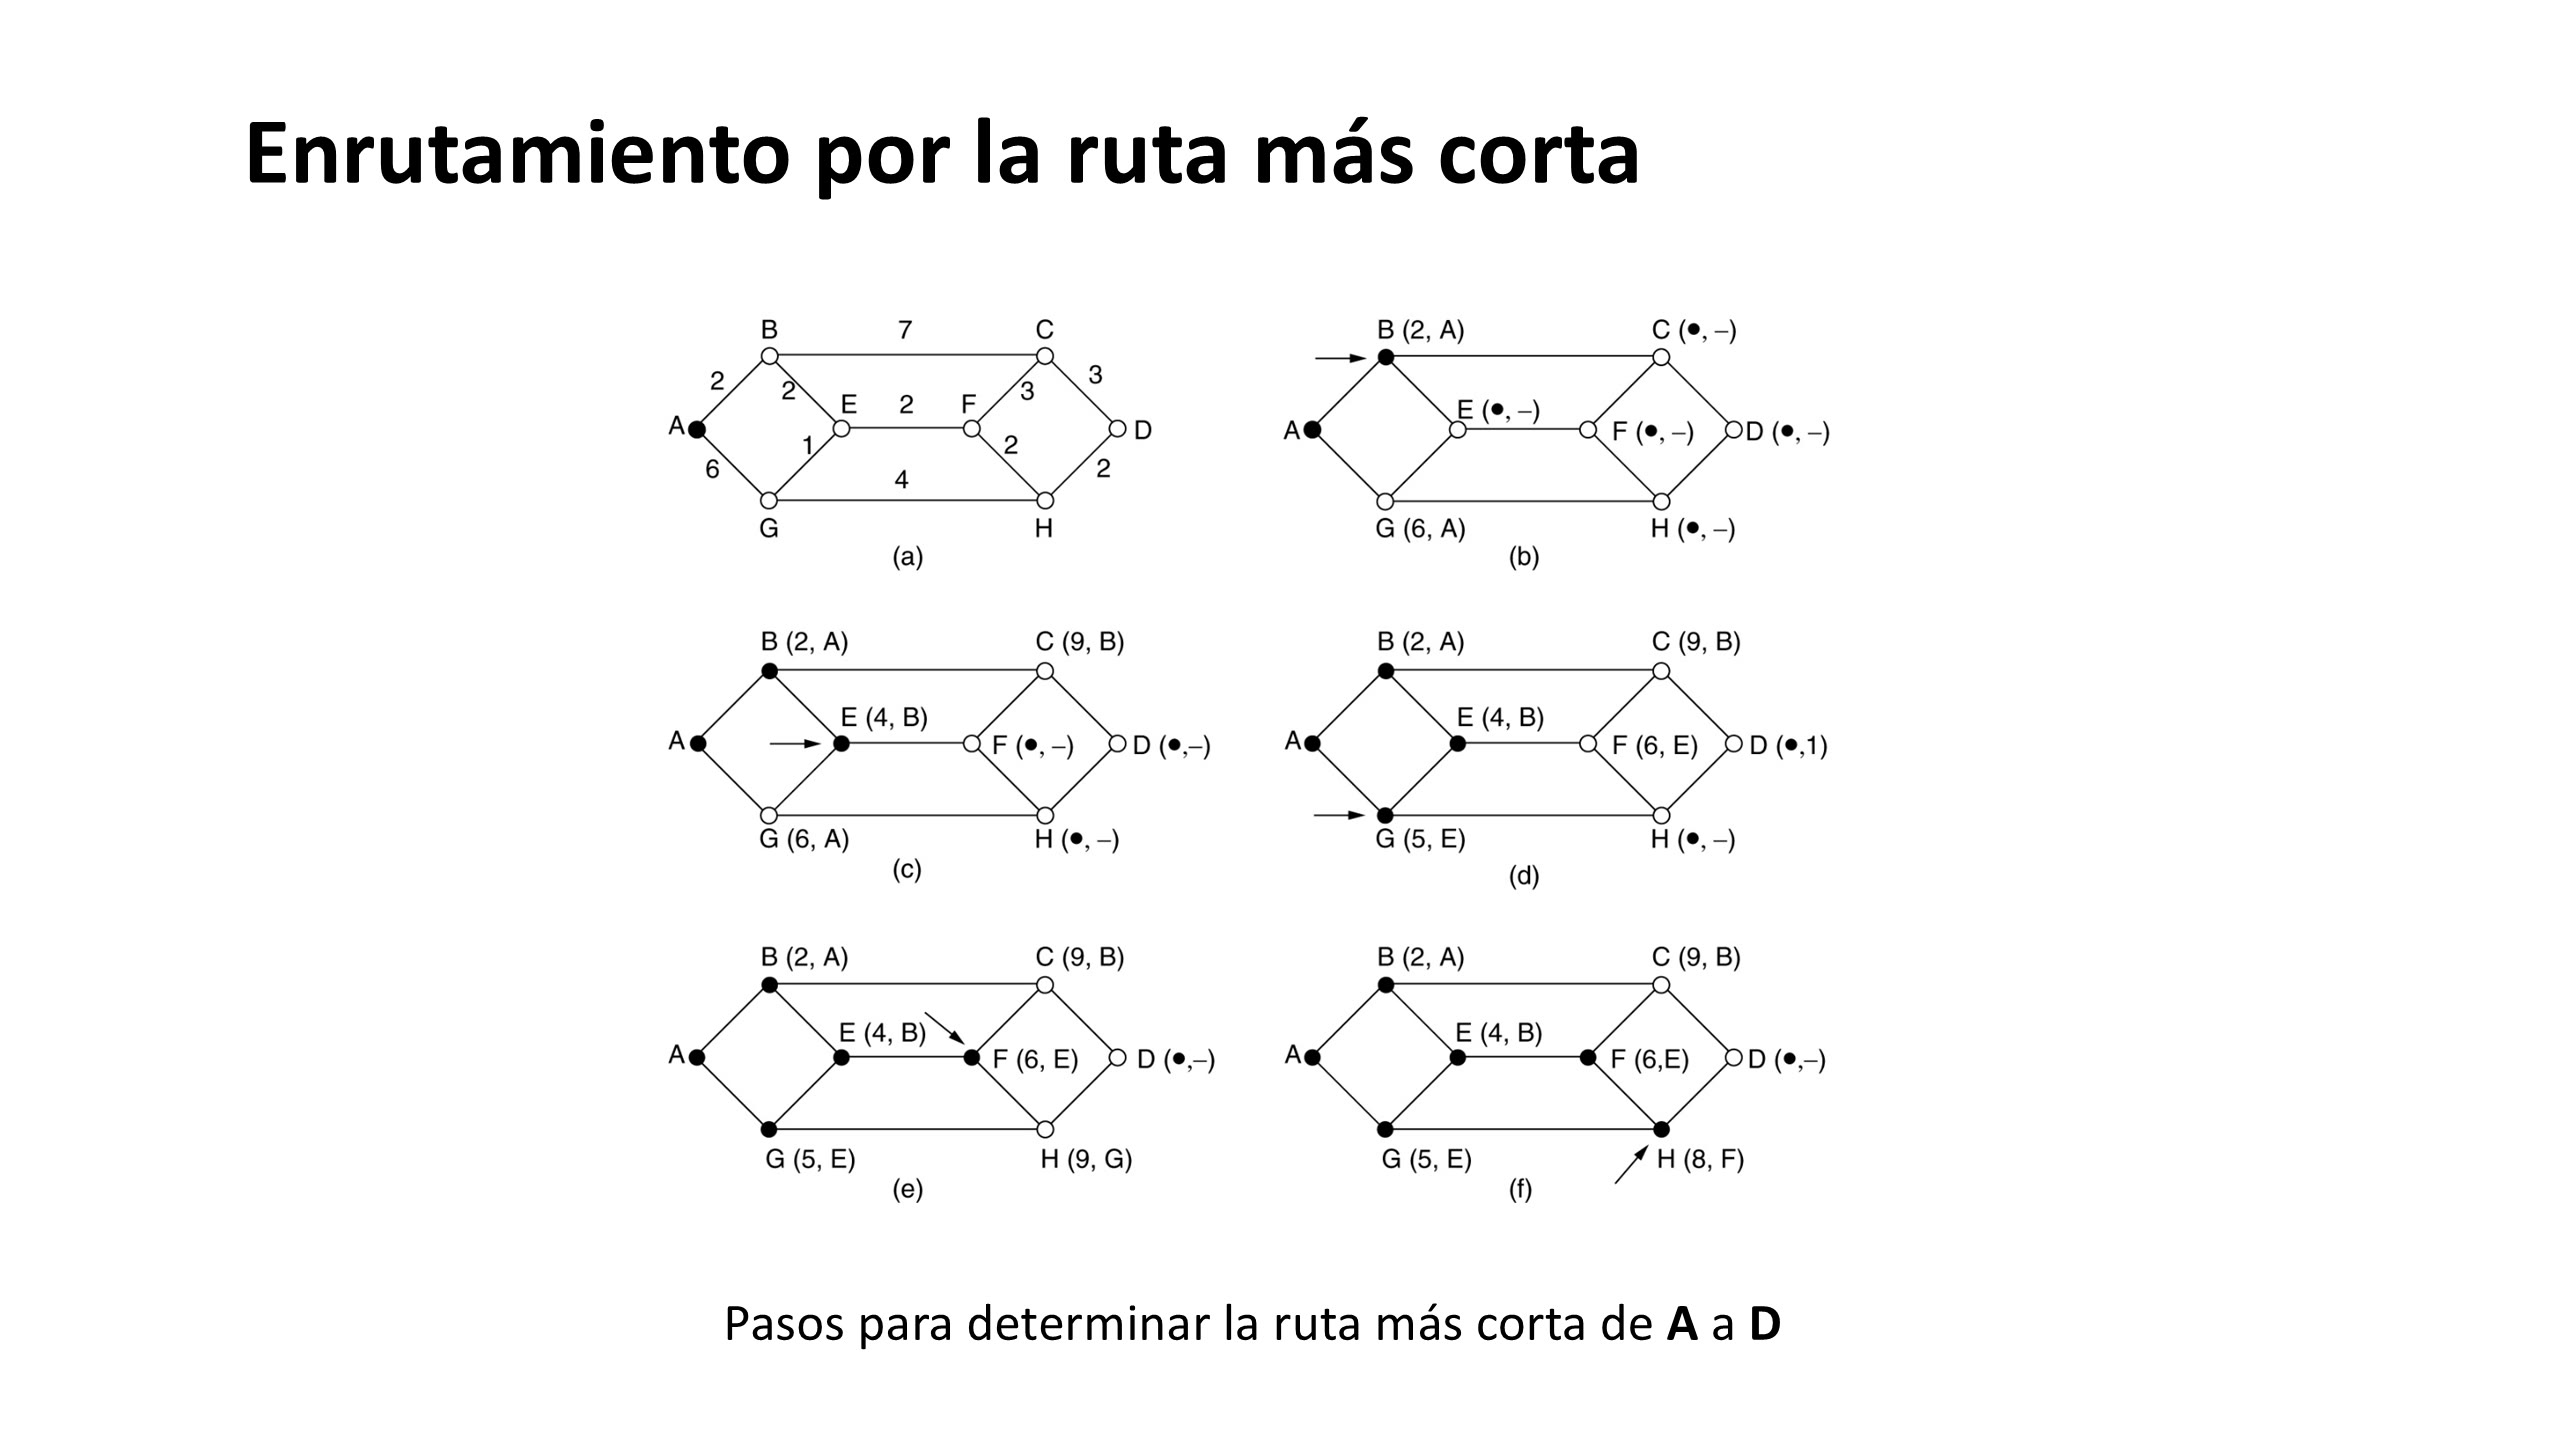 Enrutamiento por la ruta más corta
B 7 C
2 2 E 2 F 3 3
A D
6 1 2 2
4
G H
(a)
B (2, A) C (●, –)
E (●, –)
A F (●, –) D (●, –)
G (6, A) H (●, –)
(b)
B (2, A) C (9, B)
E (4, B)
A F (●, –) D (●,–)
G (6, A) H (●, –)
(c)
B (2, A) C (9, B)
E (4, B)
A F (6, E) D (●,1)
G (5, E) H (●, –)
(d)
B (2, A) C (9, B)
E (4, B)
A F (6, E) D (●,–)
G (5, E) H (9, G)
(e)
B (2, A) C (9, B)
E (4, B)
A F (6,E) D (●,–)
G (5, E) H (8, F)
(f)
Pasos para determinar la ruta más corta de A a D